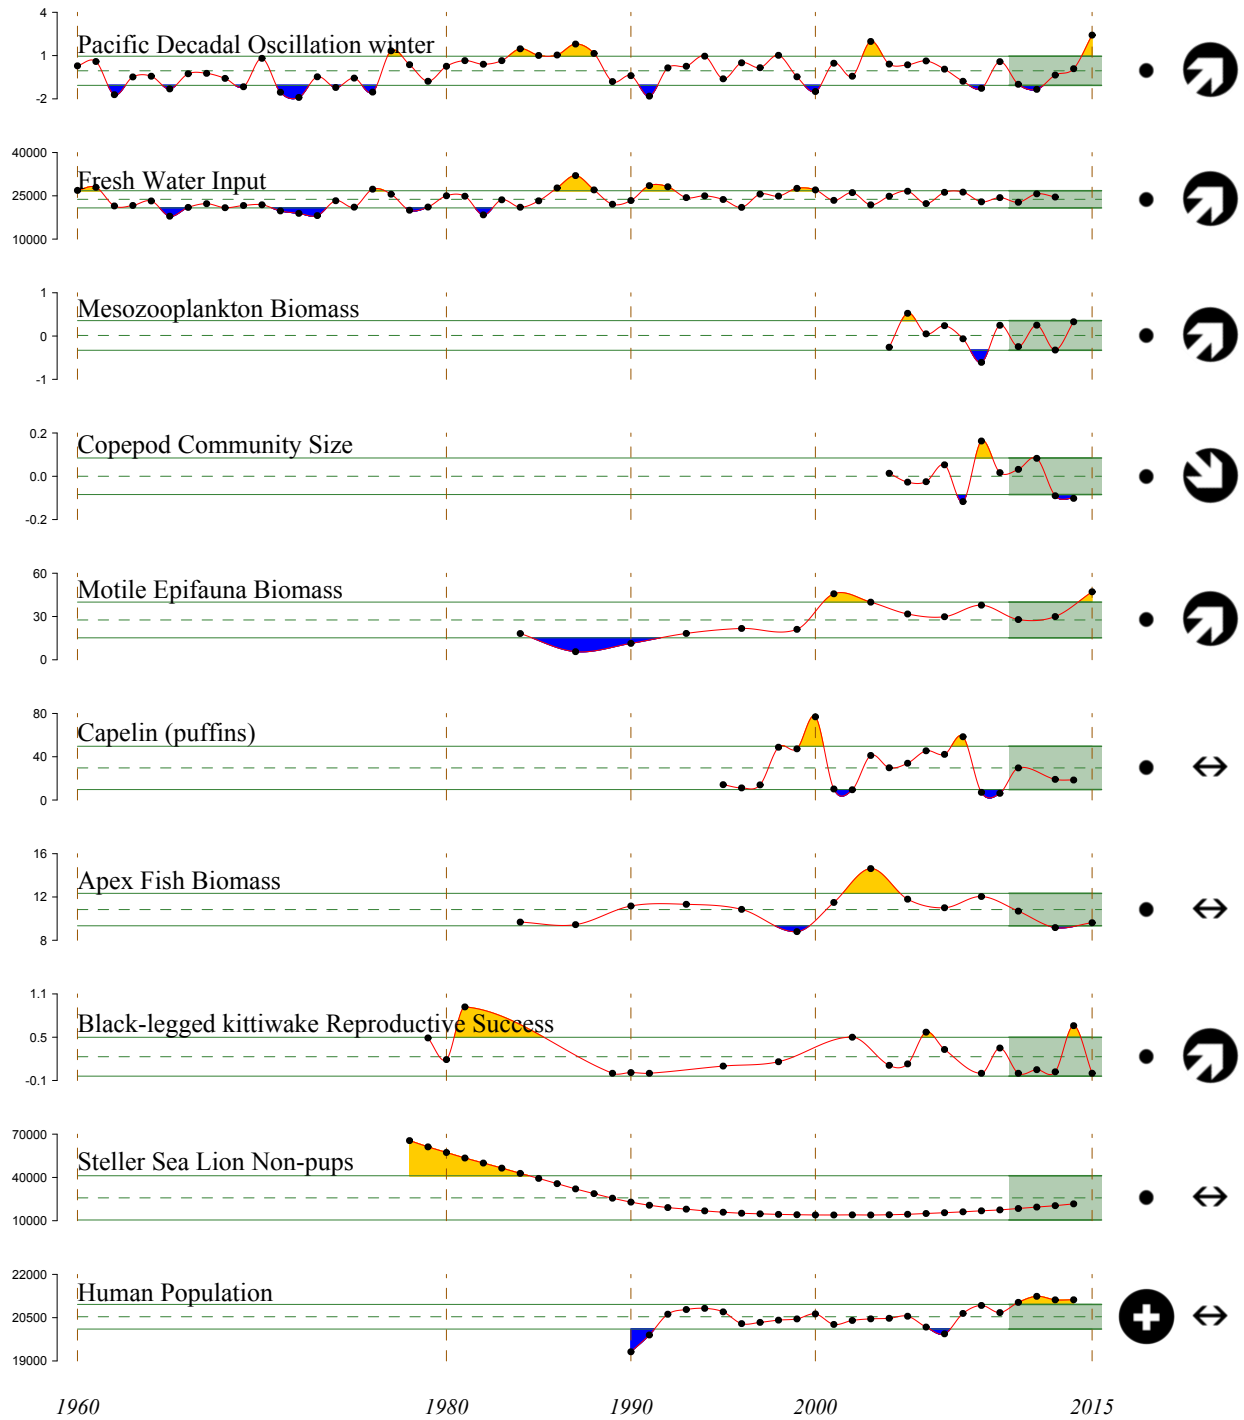 4
Pacific Decadal Oscillation winter
1
-2
40000
Fresh Water Input
25000
10000
1
Mesozooplankton Biomass
0
-1
0.2
Copepod Community Size
0.0
-0.2
60
Motile Epifauna Biomass
30
0
80
Capelin (puffins)
40
0
16
Apex Fish Biomass
12
8
1.1
Black-legged kittiwake Reproductive Success
0.5
-0.1
70000
Steller Sea Lion Non-pups
40000
10000
22000
Human Population
20500
19000
1960 1980 1990 2000 2015